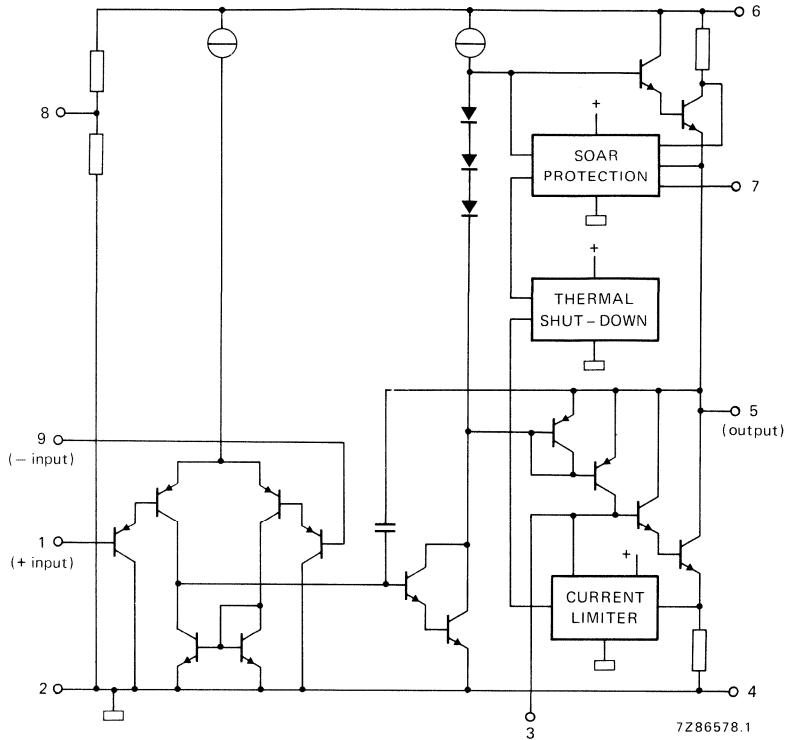 6
8
+
SOAR
PROTECTION
7
+
THERMAL
SHUT-DOWN
5
(output)
9
(− input)
1
(+ input)
+
CURRENT
LIMITER
2
4
3
7Z86578.1